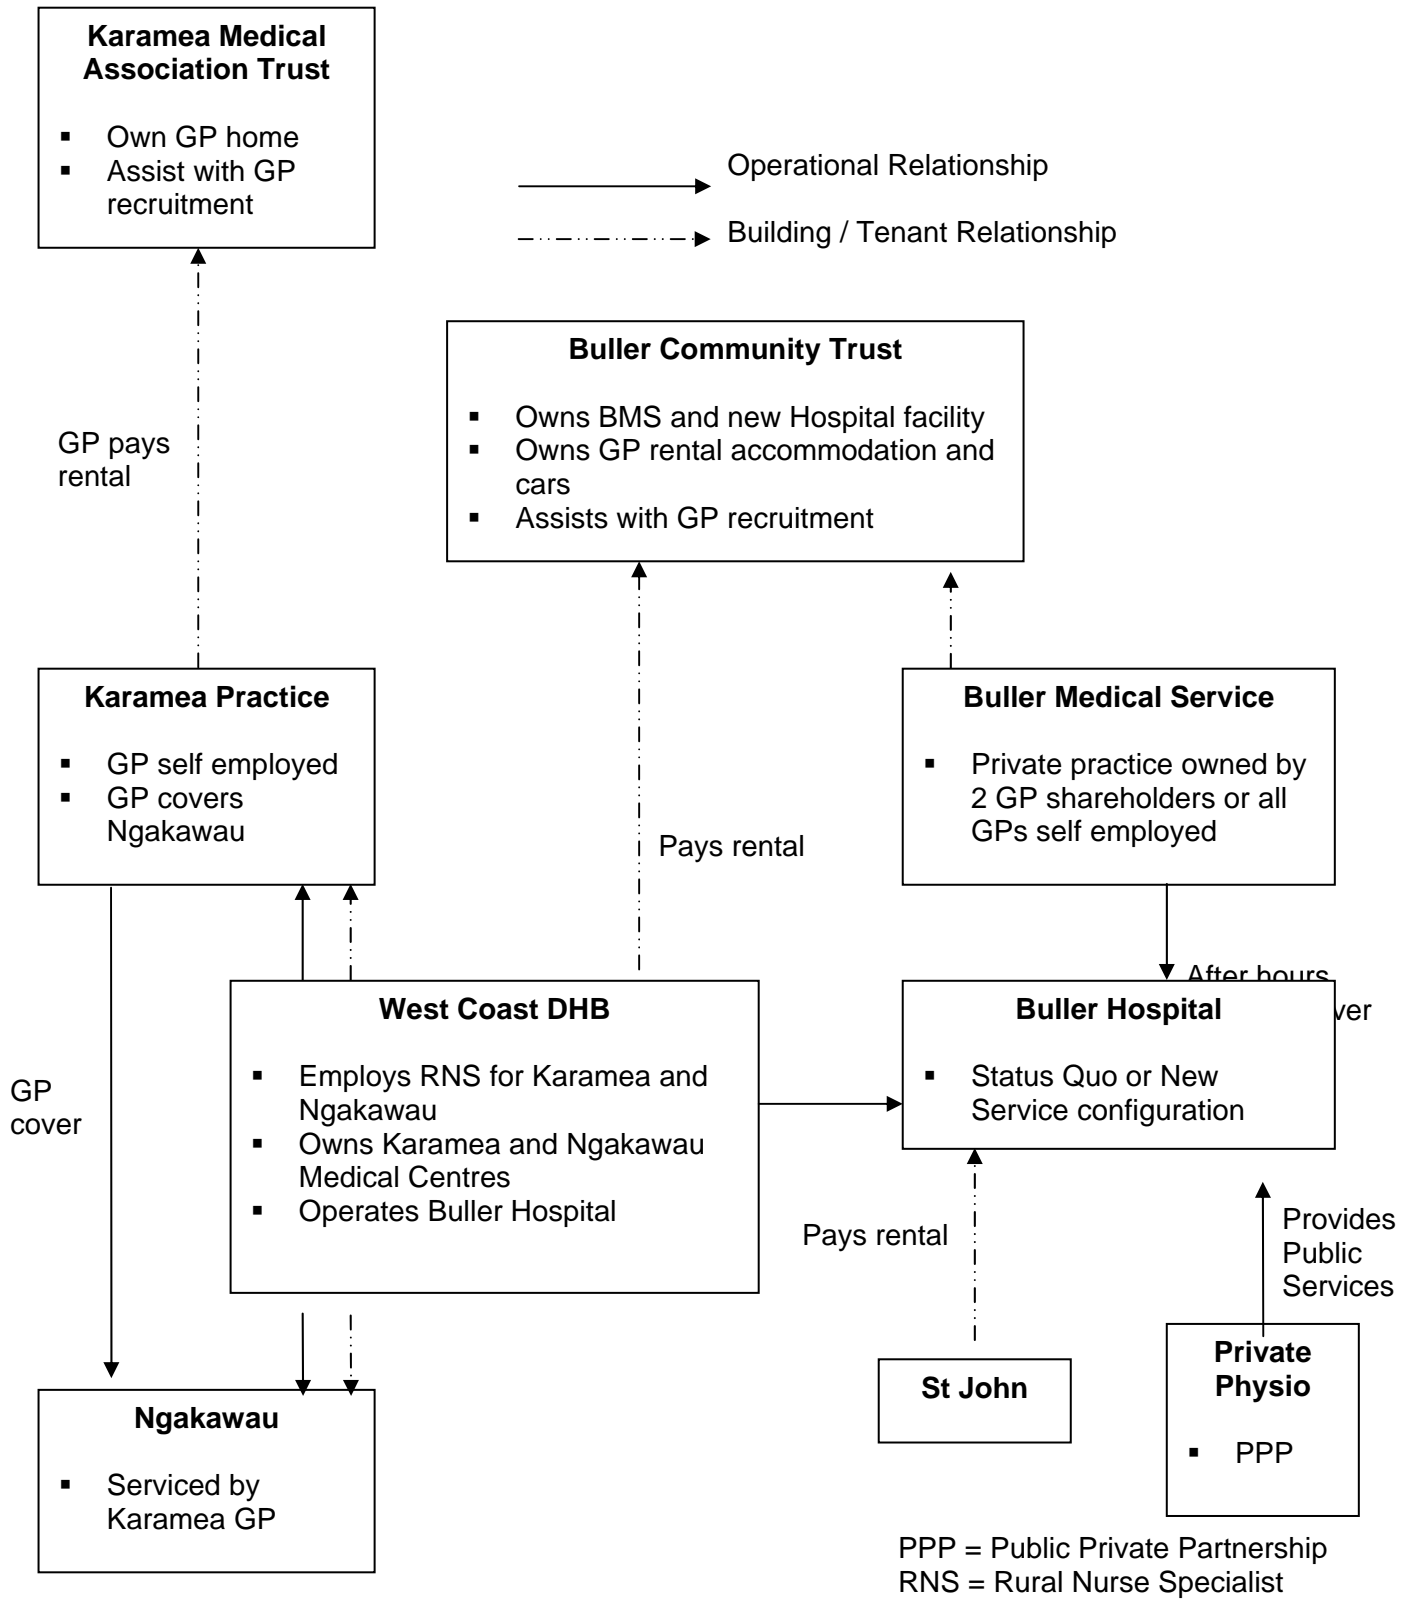 Karamea Medical
Association Trust
▪ Own GP home
▪ Assist with GP
recruitment
Operational Relationship
Building / Tenant Relationship
Buller Community Trust
▪ Owns BMS and new Hospital facility
▪ Owns GP rental accommodation and
cars
▪ Assists with GP recruitment
GP pays
rental
Karamea Practice
▪ GP self employed
▪ GP covers
Ngakawau
Pays rental
Buller Medical Service
▪ Private practice owned by
2 GP shareholders or all
GPs self employed
After hours
ver
West Coast DHB
▪ Employs RNS for Karamea and
Ngakawau
▪ Owns Karamea and Ngakawau
Medical Centres
▪ Operates Buller Hospital
Buller Hospital
▪ Status Quo or New
Service configuration
GP
cover
Pays rental
Provides
Public
Services
Ngakawau
▪ Serviced by
Karamea GP
St John
Private
Physio
▪ PPP
PPP = Public Private Partnership
RNS = Rural Nurse Specialist